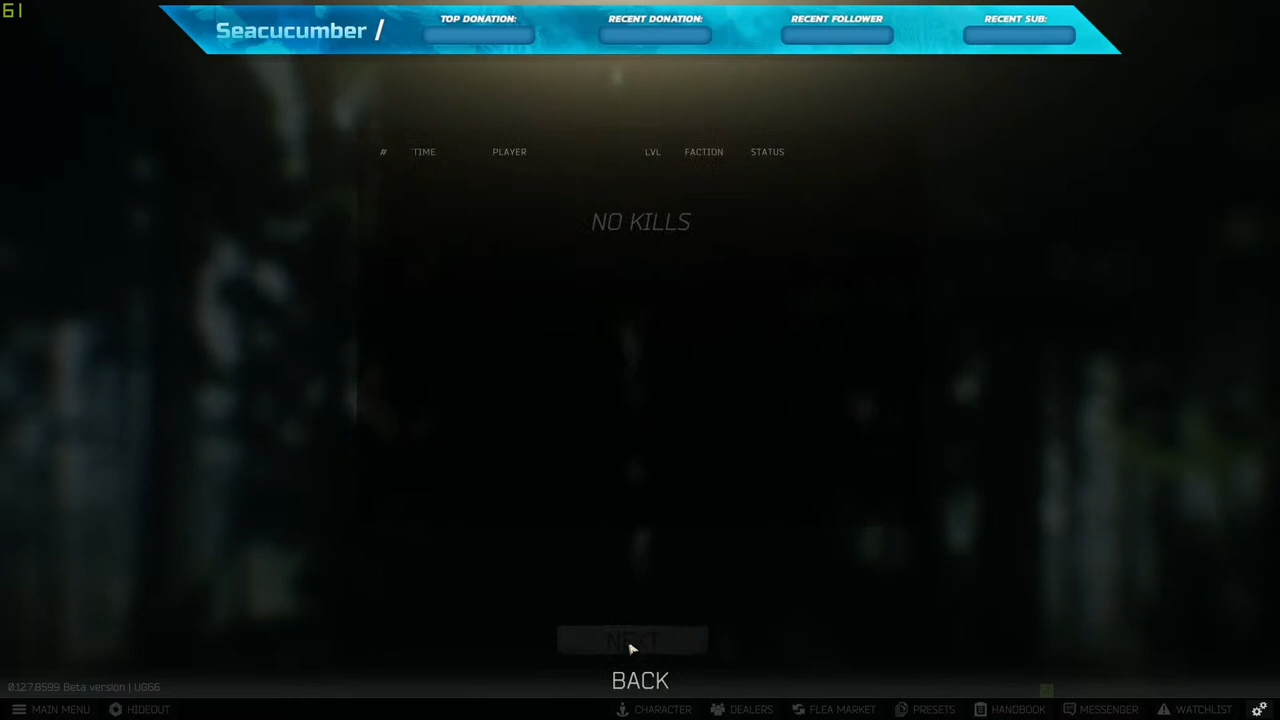 61
Seacucumber /
TOP DONATION:
RECENT DONATION:
RECENT FOLLOWER
RECENT SUB:
# TIME PLAYER LVL FACTION STATUS
NO KILLS
NEXT
BACK
0.12.7.8599 Beta version | UG66
MAIN MENU HIDEOUT CHARACTER DEALERS FLEA MARKET PRESETS HANDBOOK MESSENGER WATCHLIST